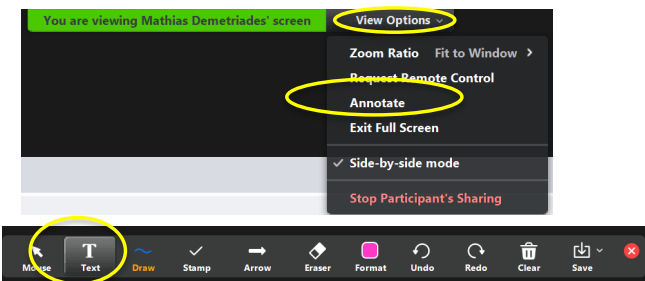 You are viewing Mathias Demetriades' screen View Options
Zoom Ratio Fit to Window >
Request Remote Control
Annotate
Exit Full Screen
✓ Side-by-side mode
Stop Participant's Sharing
Mouse Text Draw Stamp Arrow Eraser Format Undo Redo Clear Save